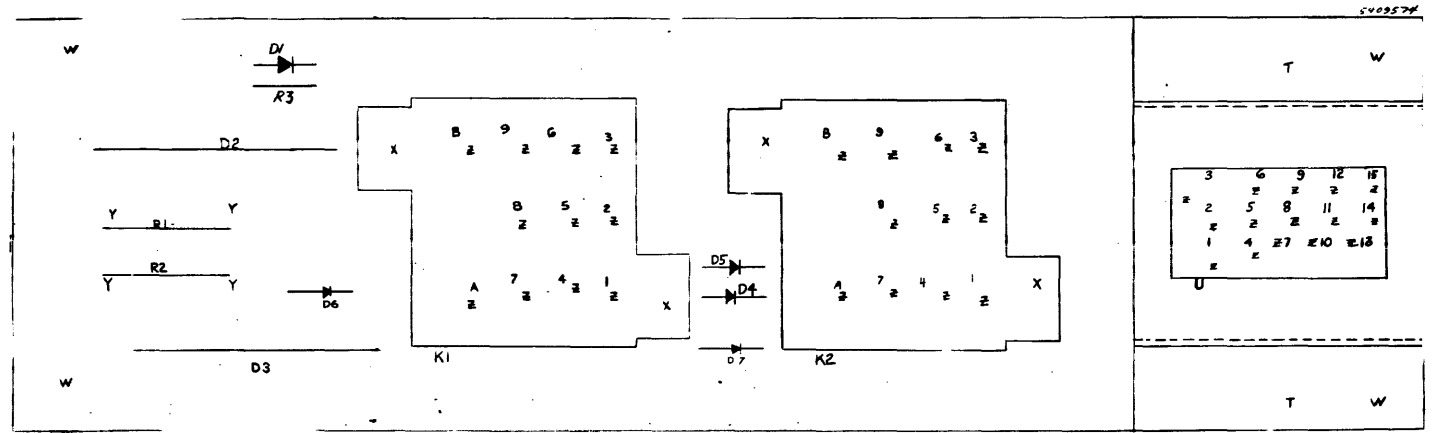 5409574
W
D1
T
W
R3
B 9 6 3
B 9 6 3
D2
X
Z Z Z Z
X
Z Z Z Z
3 6 9 12 15
Z Z Z Z Z
Y Y
B 5 2
8 5 2
2 5 8 11 14
R1
Z Z Z
Z Z Z
Z Z Z Z Z
1 4 Z7 Z10 Z13
Z Z
D5
R2
Y Y
A 7 4 1
D4
A 7 4 1
X
U
D6
Z Z Z Z
X
Z Z Z Z
D7
K1
K2
D3
W
T
W